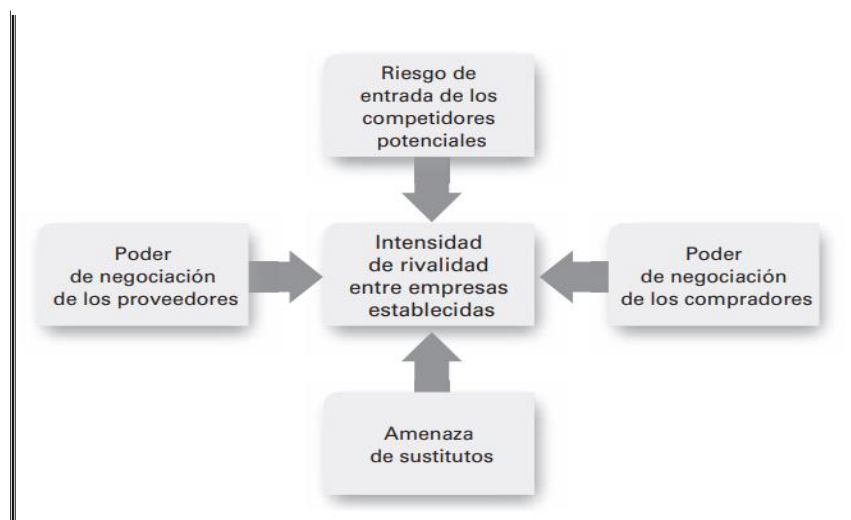 Riesgo de
entrada de los
competidores
potenciales
Poder
de negociación
de los proveedores
Intensidad
de rivalidad
entre empresas
establecidas
Poder
de negociación
de los compradores
Amenaza
de sustitutos